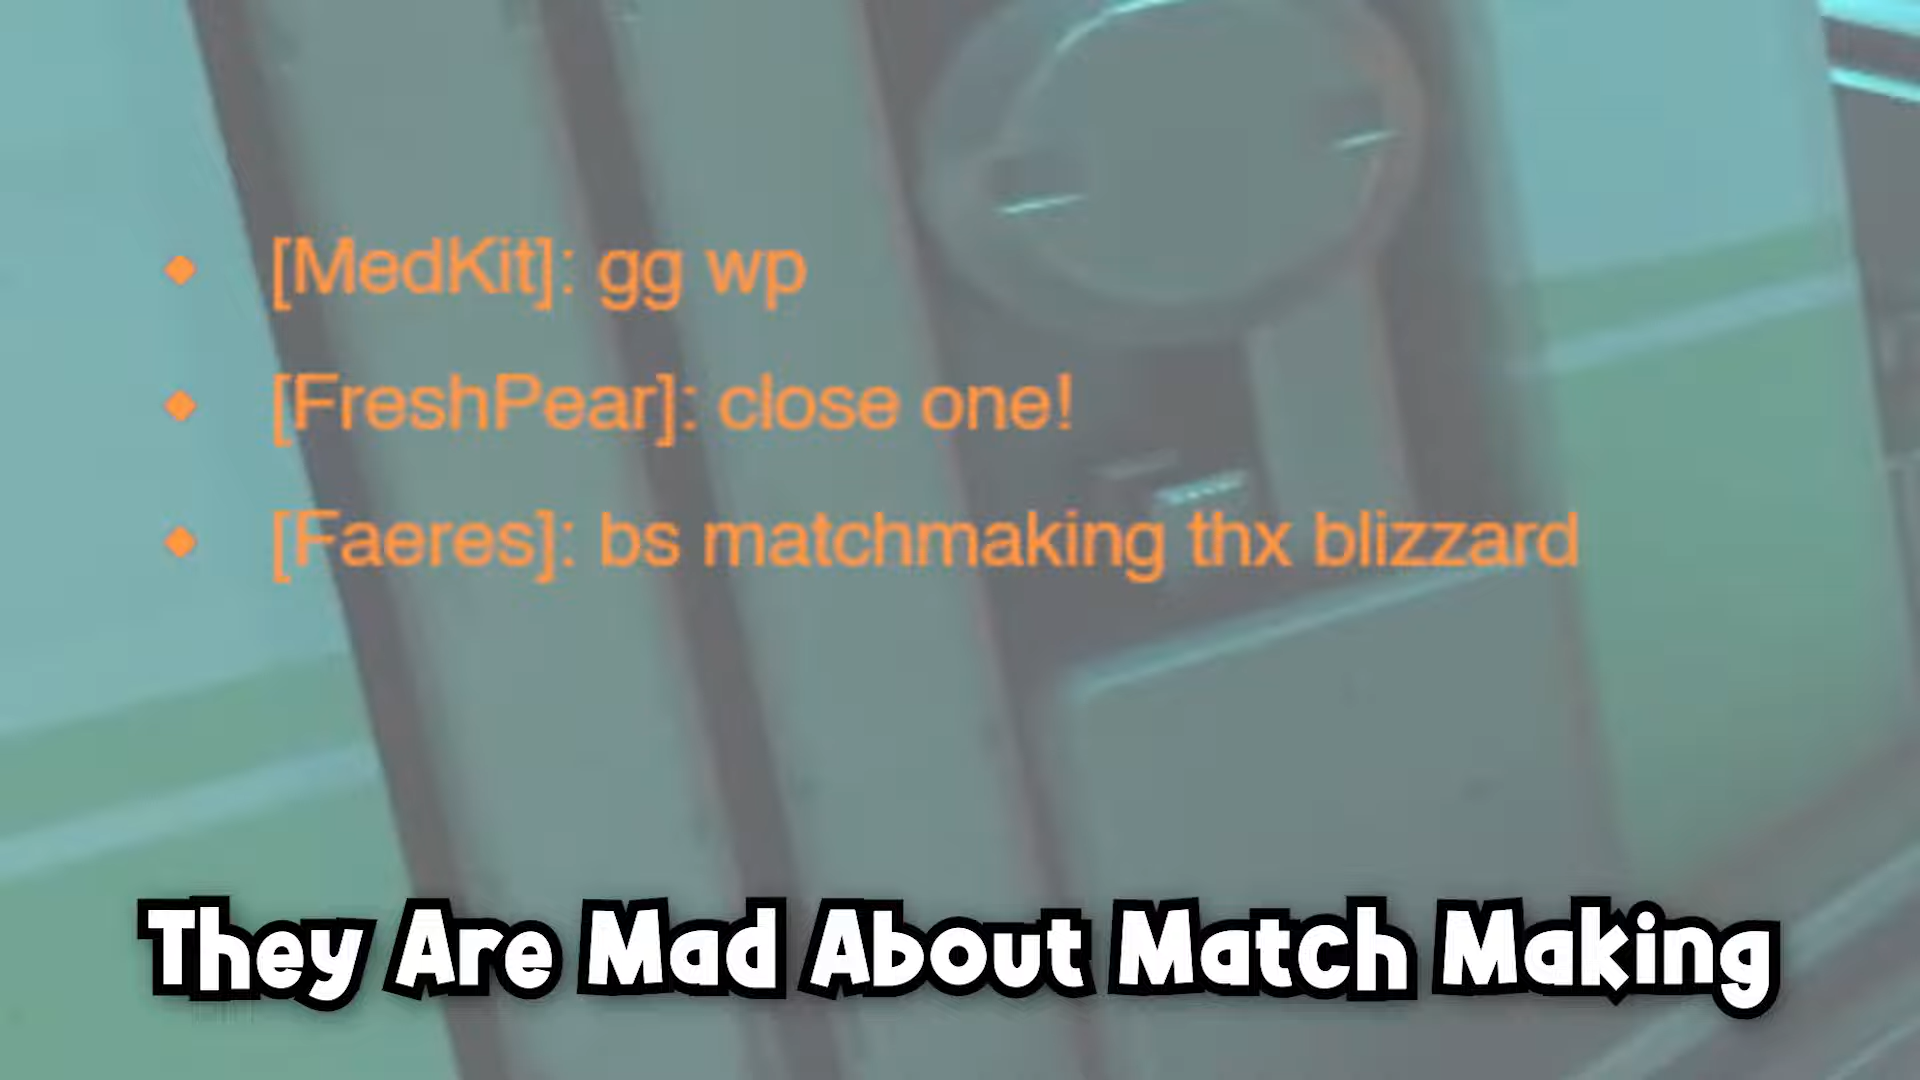 [MedKit]: gg wp
[FreshPear]: close one!
[Faeres]: bs matchmaking thx blizzard
They Are Mad About Match Making